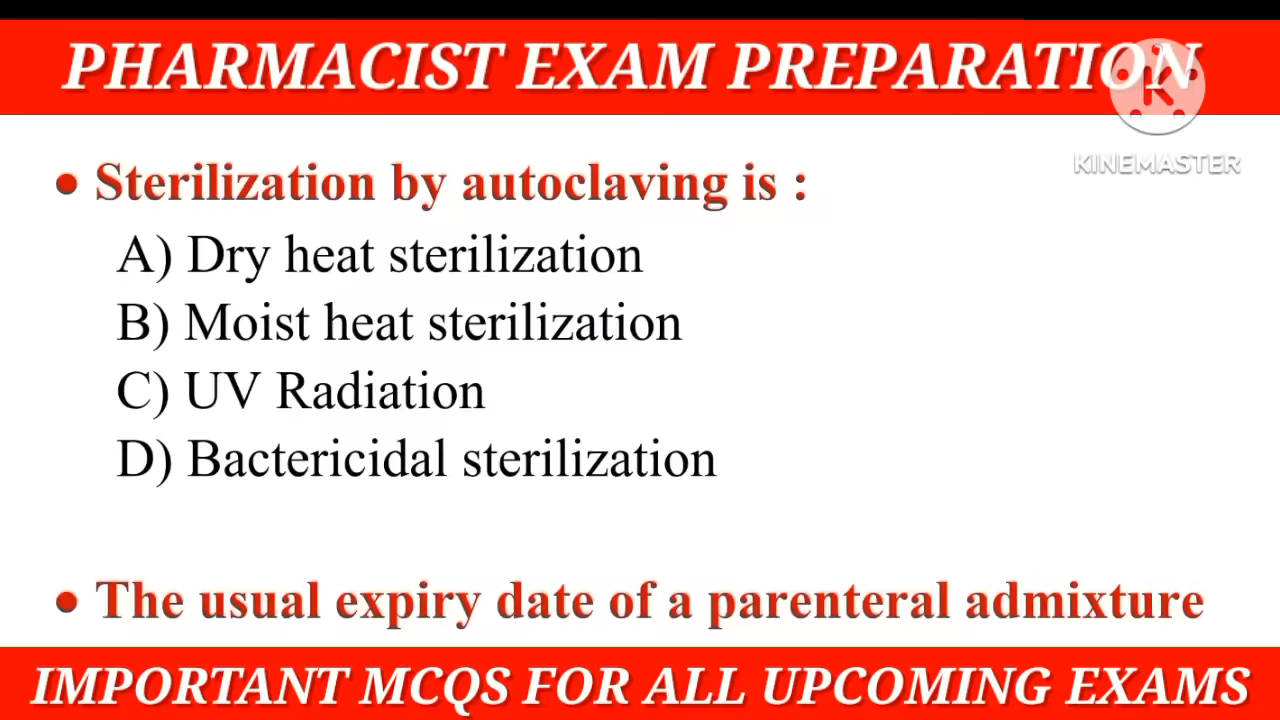 PHARMACIST EXAM PREPARATION
K
KINEMASTER
• Sterilization by autoclaving is :
A) Dry heat sterilization
B) Moist heat sterilization
C) UV Radiation
D) Bactericidal sterilization
• The usual expiry date of a parenteral admixture
IMPORTANT MCQS FOR ALL UPCOMING EXAMS